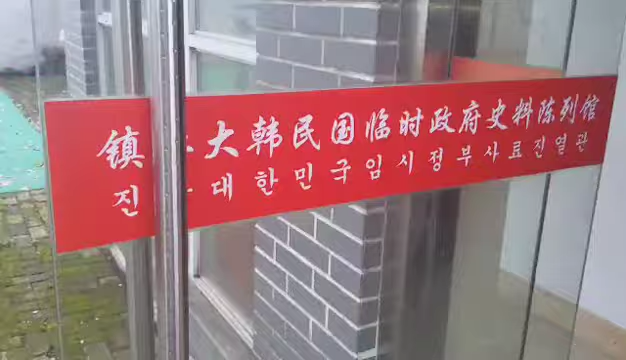 镇 大韩民国临时政府史料陈列馆
진 대한민국임시정부사료진열관